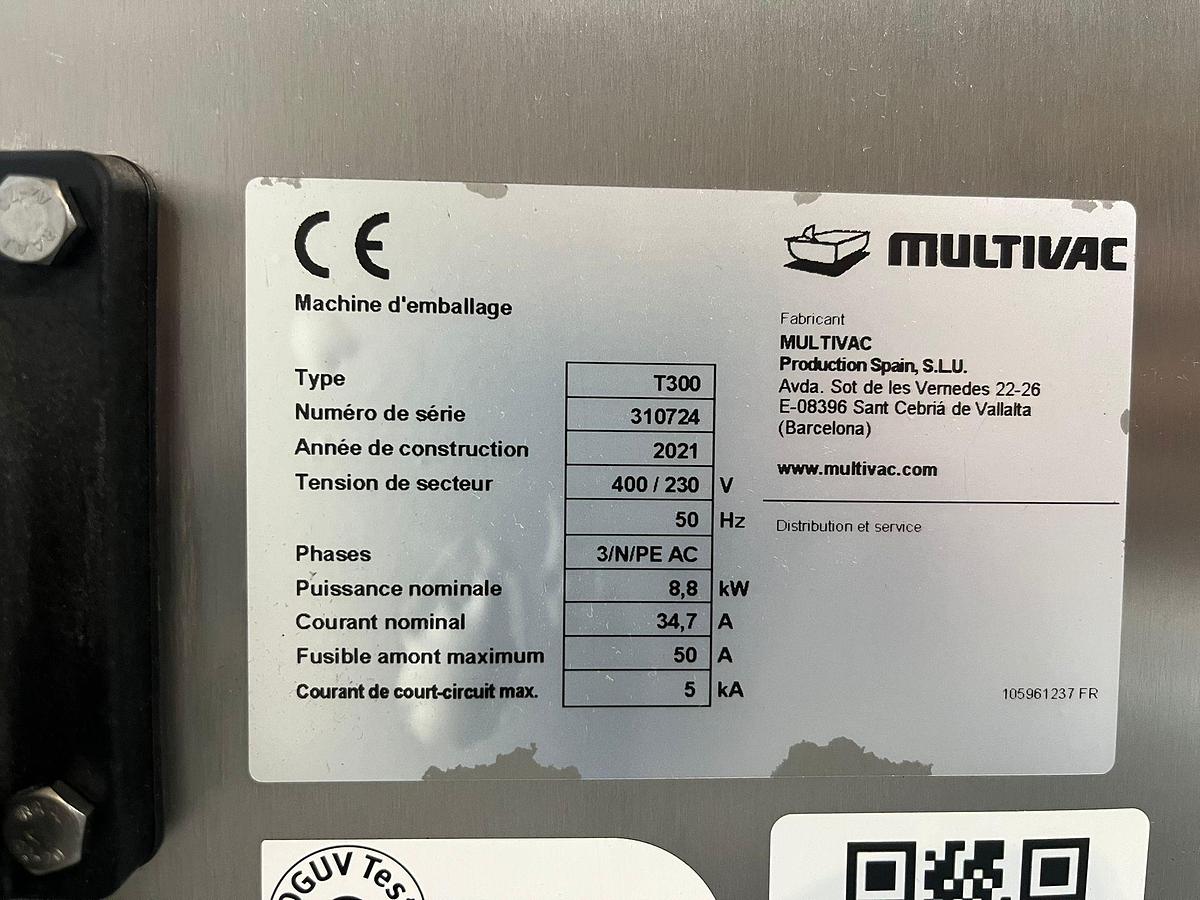 CE
Machine d'emballage
Type T300
Numéro de série 310724
Année de construction 2021
Tension de secteur 400 / 230 V
50 Hz
Phases 3/N/PE AC
Puissance nominale 8,8 kW
Courant nominal 34,7 A
Fusible amont maximum 50 A
Courant de court-circuit max. 5 kA
MULTIVAC
Fabricant
MULTIVAC
Production Spain, S.L.U.
Avda. Sot de les Vernedes 22-26
E-08396 Sant Cebriá de Vallalta
(Barcelona)
www.multivac.com
Distribution et service
105961237 FR
DGUV Test